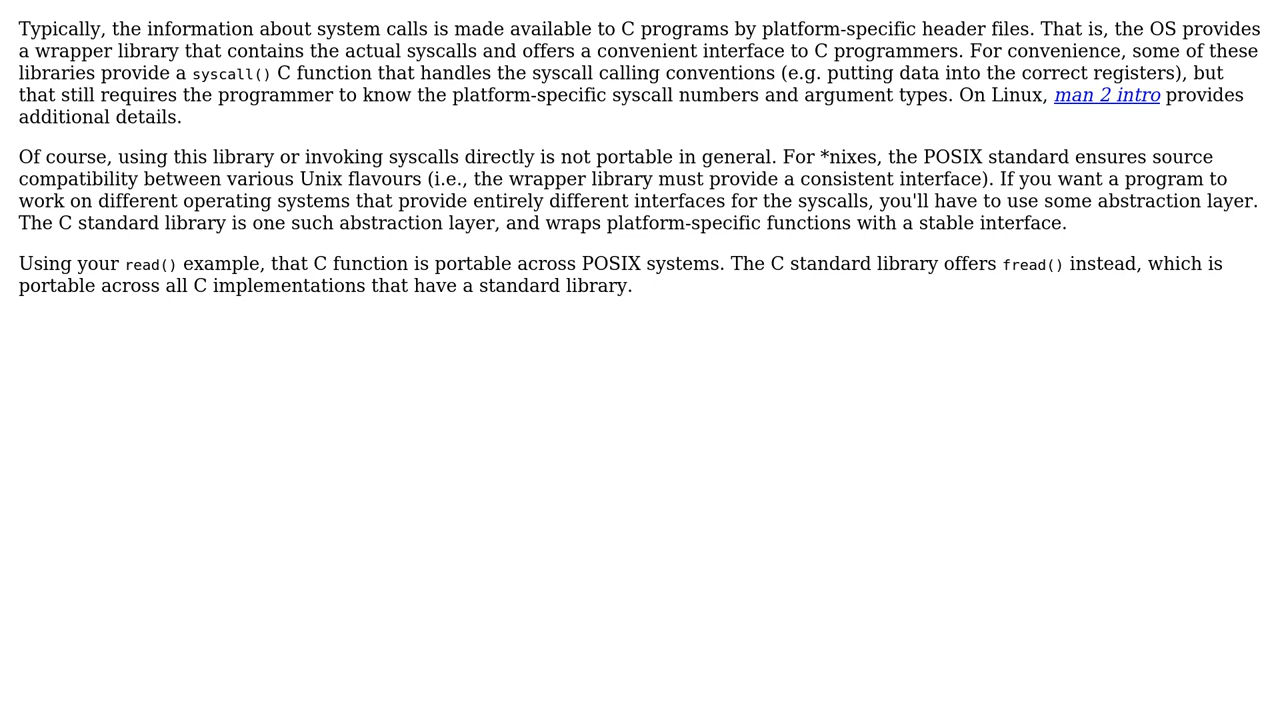 Typically, the information about system calls is made available to C programs by platform-specific header files. That is, the OS provides
a wrapper library that contains the actual syscalls and offers a convenient interface to C programmers. For convenience, some of these
libraries provide a syscall() C function that handles the syscall calling conventions (e.g. putting data into the correct registers), but
that still requires the programmer to know the platform-specific syscall numbers and argument types. On Linux, man 2 intro provides
additional details.
Of course, using this library or invoking syscalls directly is not portable in general. For *nixes, the POSIX standard ensures source
compatibility between various Unix flavours (i.e., the wrapper library must provide a consistent interface). If you want a program to
work on different operating systems that provide entirely different interfaces for the syscalls, you'll have to use some abstraction layer.
The C standard library is one such abstraction layer, and wraps platform-specific functions with a stable interface.
Using your read() example, that C function is portable across POSIX systems. The C standard library offers fread() instead, which is
portable across all C implementations that have a standard library.